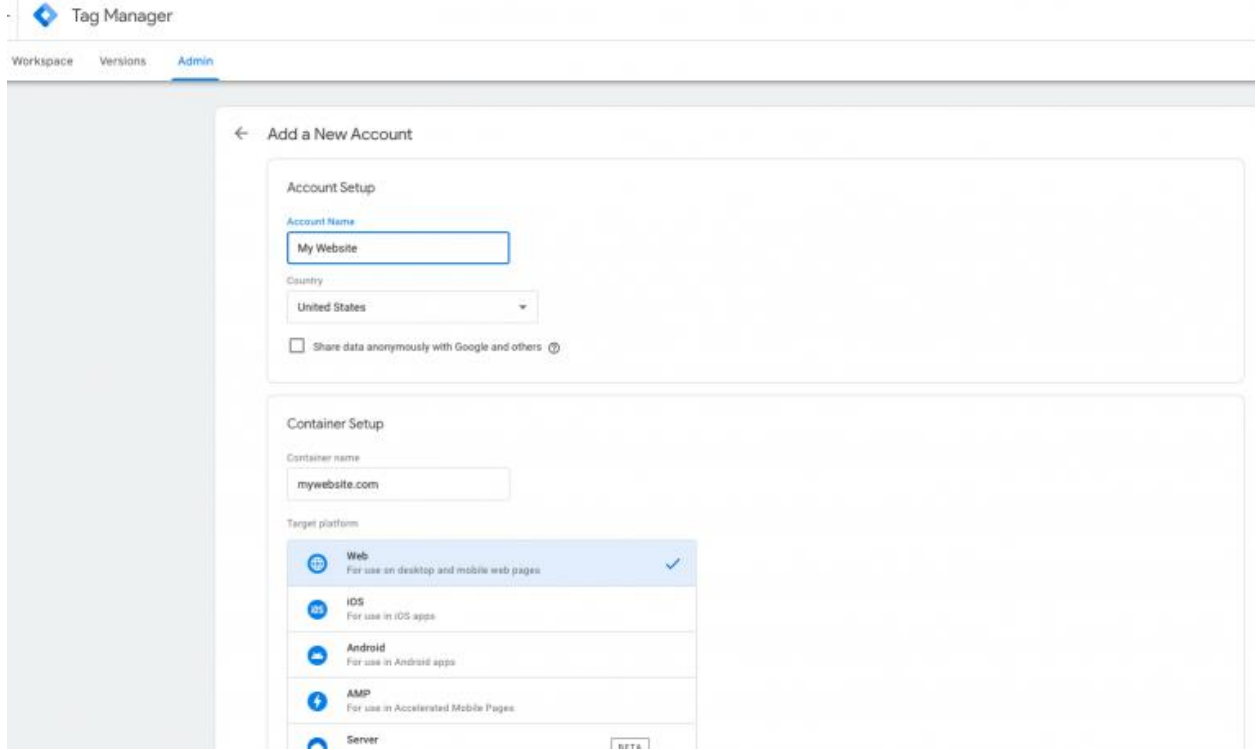 Tag Manager
Workspace Versions Admin
Add a New Account
Account Setup
Account Name
My Website
Country
United States
Share data anonymously with Google and others
Container Setup
Container name
mywebsite.com
Target platform
Web
For use on desktop and mobile web pages
iOS
iOS
For use in iOS apps
Android
For use in Android apps
AMP
For use in Accelerated Mobile Pages
Server
BETA